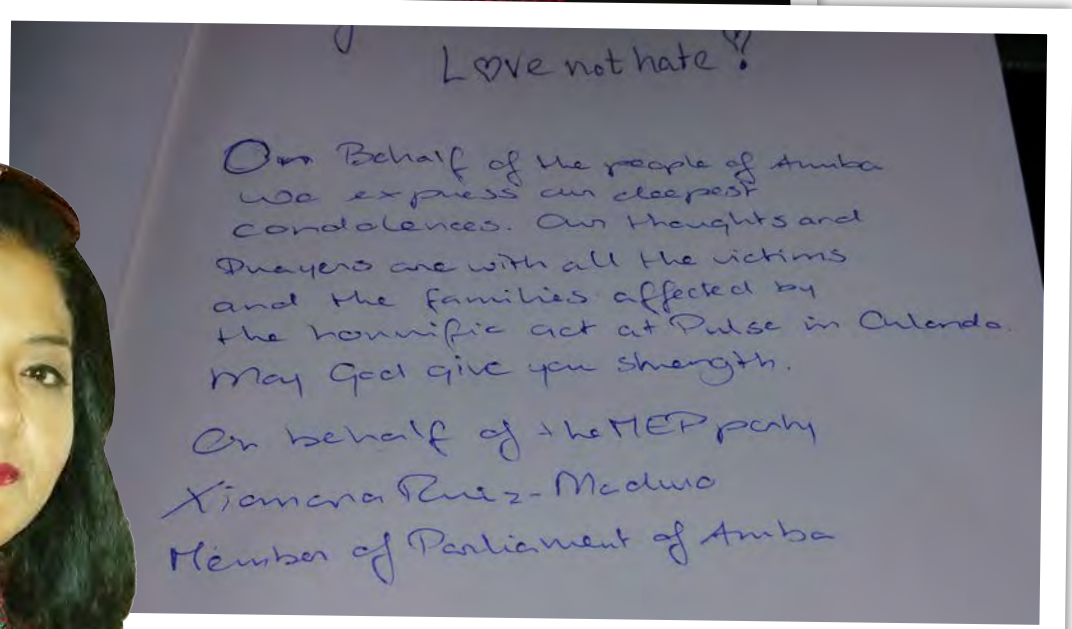 Love not hate!
On Behalf of the people of Aruba
we express our deepest
condolences. Our thoughts and
Prayers are with all the victims
and the families affected by
the horrific act at Pulse in Orlando.
May God give you strength.
On behalf of the MEP party
Xiomara Ruiz-Maduro
Member of Parliament of Aruba